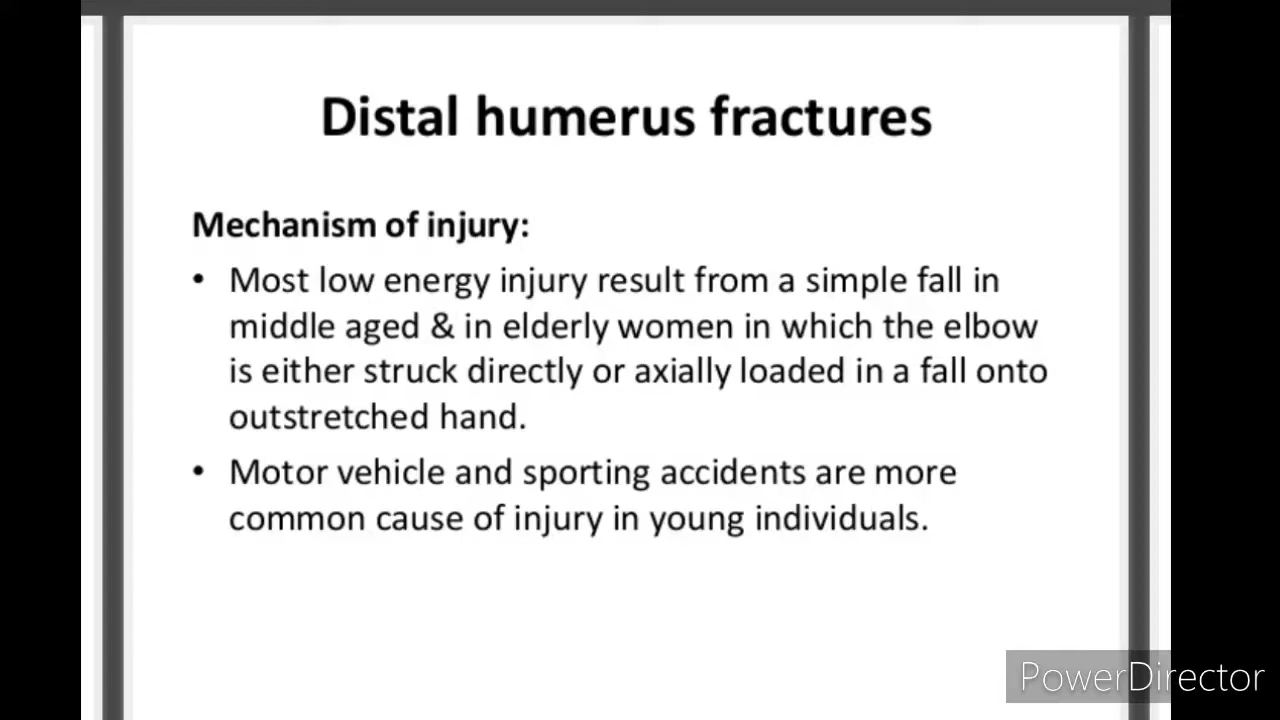 Distal humerus fractures
Mechanism of injury:
• Most low energy injury result from a simple fall in
middle aged & in elderly women in which the elbow
is either struck directly or axially loaded in a fall onto
outstretched hand.
• Motor vehicle and sporting accidents are more
common cause of injury in young individuals.
PowerDirector